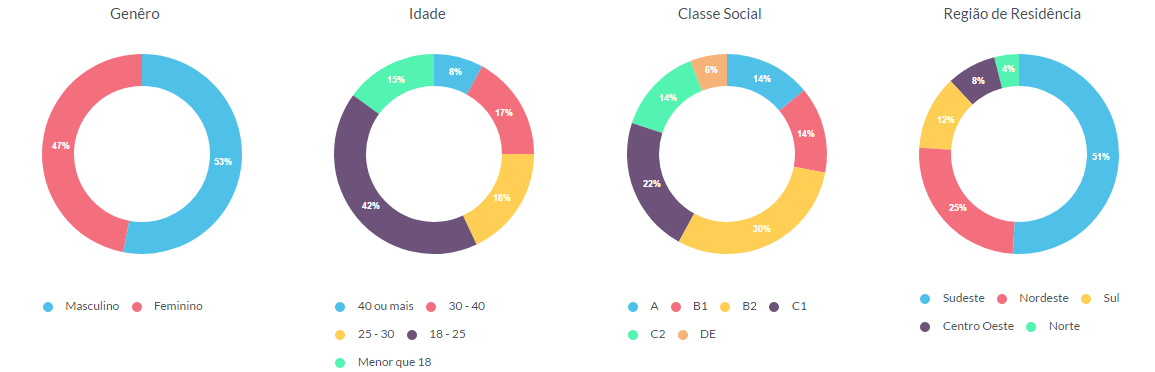 Genêro
53%
47%
Masculino Feminino
Idade
8%
17%
18%
42%
15%
40 ou mais 30 - 40
25 - 30 18 - 25
Menor que 18
Classe Social
14%
14%
30%
22%
14%
6%
A B1 B2 C1
C2 DE
Região de Residência
51%
25%
12%
8%
4%
Sudeste Nordeste Sul
Centro Oeste Norte